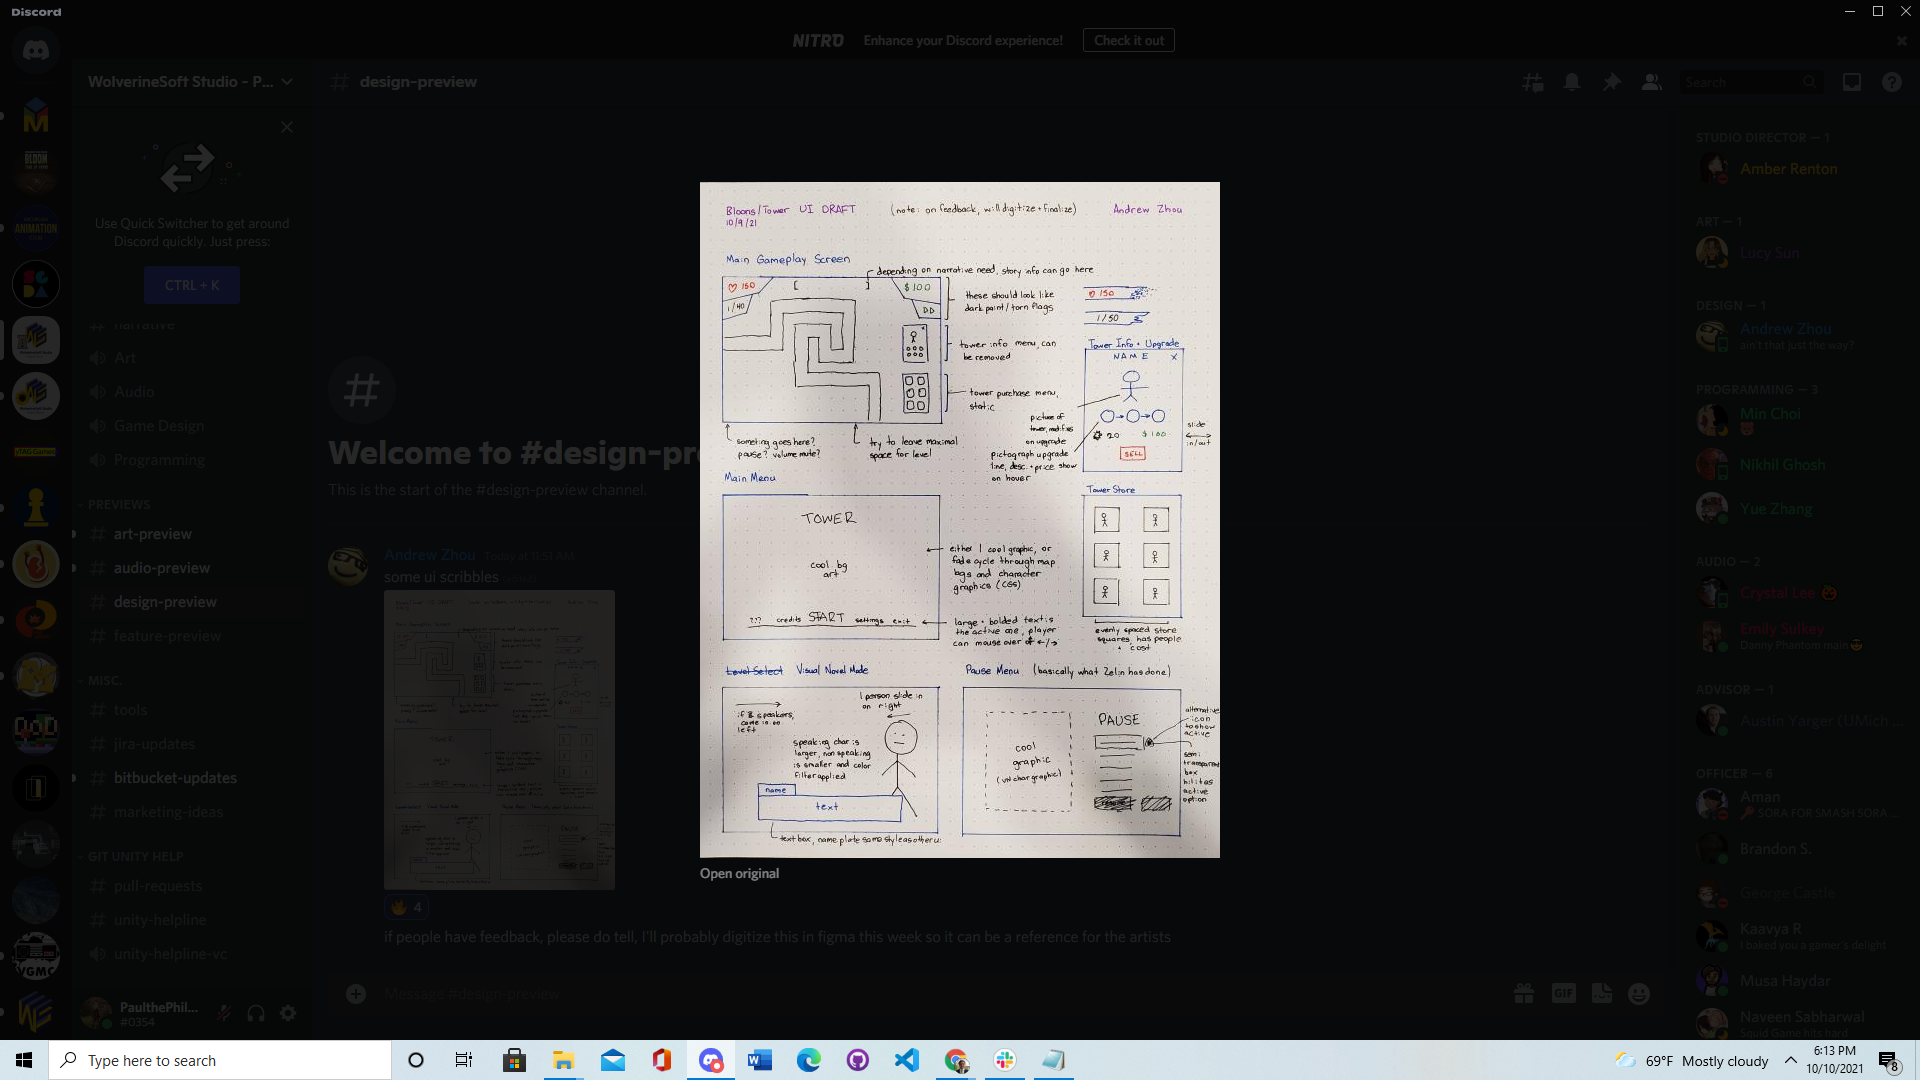 Discord
NITRO Enhance your Discord experience! Check it out
WolverineSoft Studio - P...
design-preview
Search
Use Quick Switcher to get around
Discord quickly. Just press:
CTRL + K
narrative
Art
Audio
Game Design
Programming
PREVIEWS
art-preview
audio-preview
design-preview
feature-preview
MISC.
tools
jira-updates
bitbucket-updates
marketing-ideas
GIT UNITY HELP
pull-requests
unity-helpline
unity-helpline-vc
PaulthePhil...
#0354
Welcome to #design-pr
This is the start of the #design-preview channel.
Andrew Zhou Today at 11:51 AM
some ui scribbles
4
if people have feedback, please do tell, I'll probably digitize this in figma this week so it can be a reference for the artists
Message #design-preview
GIF
Bloons/Tower UI DRAFT (note: on feedback, will digitize + finalize) Andrew Zhou
10/9/21
Main Gameplay Screen
depending on narrative need, story info can go here
150
1/40
$100
DD
these should look like
dark paint/torn flags
150
1/50
tower info menu, can
be removed
tower purchase menu,
static
someting goes here?
pause? volume mute?
try to leave maximal
space for level
Tower Info + Upgrade
NAME X
picture of
tower, modifies
on upgrade
pictograph upgrade
line, desc. + price show
on hover
20 $100
SELL
slide
in/out
Main Menu
TOWER
cool bg
art
??? credits START settings exit
either 1 cool graphic, or
fade cycle through map
bgs and character
graphics (CGs)
large + bolded text is
the active one, player
can mouse over or ←/→
Tower Store
evenly spaced store
squares, has people
+ cost
Level Select Visual Novel Mode
1 person slide in
on right
if 2 speakers,
come in on
left
speaking char is
larger, non speaking
is smaller and color
filter applied
name
text
text box, name plate same style as other u:
Pause Menu (basically what Zelin has done)
cool
graphic
(VN char graphic)
PAUSE
alternative
icon
to show
active
semi
transparent
box
hilites
active
option
Open original
STUDIO DIRECTOR — 1
Amber Renton
ART — 1
Lucy Sun
DESIGN — 1
Andrew Zhou
ain't that just the way?
PROGRAMMING — 3
Min Choi
Nikhil Ghosh
Yue Zhang
AUDIO — 2
Crystal Lee
Emily Sulkey
Danny Phantom main
ADVISOR — 1
Austin Yarger (UMich ...
OFFICER — 6
Aman
SORA FOR SMASH SORA ...
Brandon S.
George Castle
Kaavya R
I baked you a gamer's delight
Musa Haydar
Naveen Sabharwal
Squid Game hits hard
Type here to search
69°F Mostly cloudy
6:13 PM
10/10/2021
8